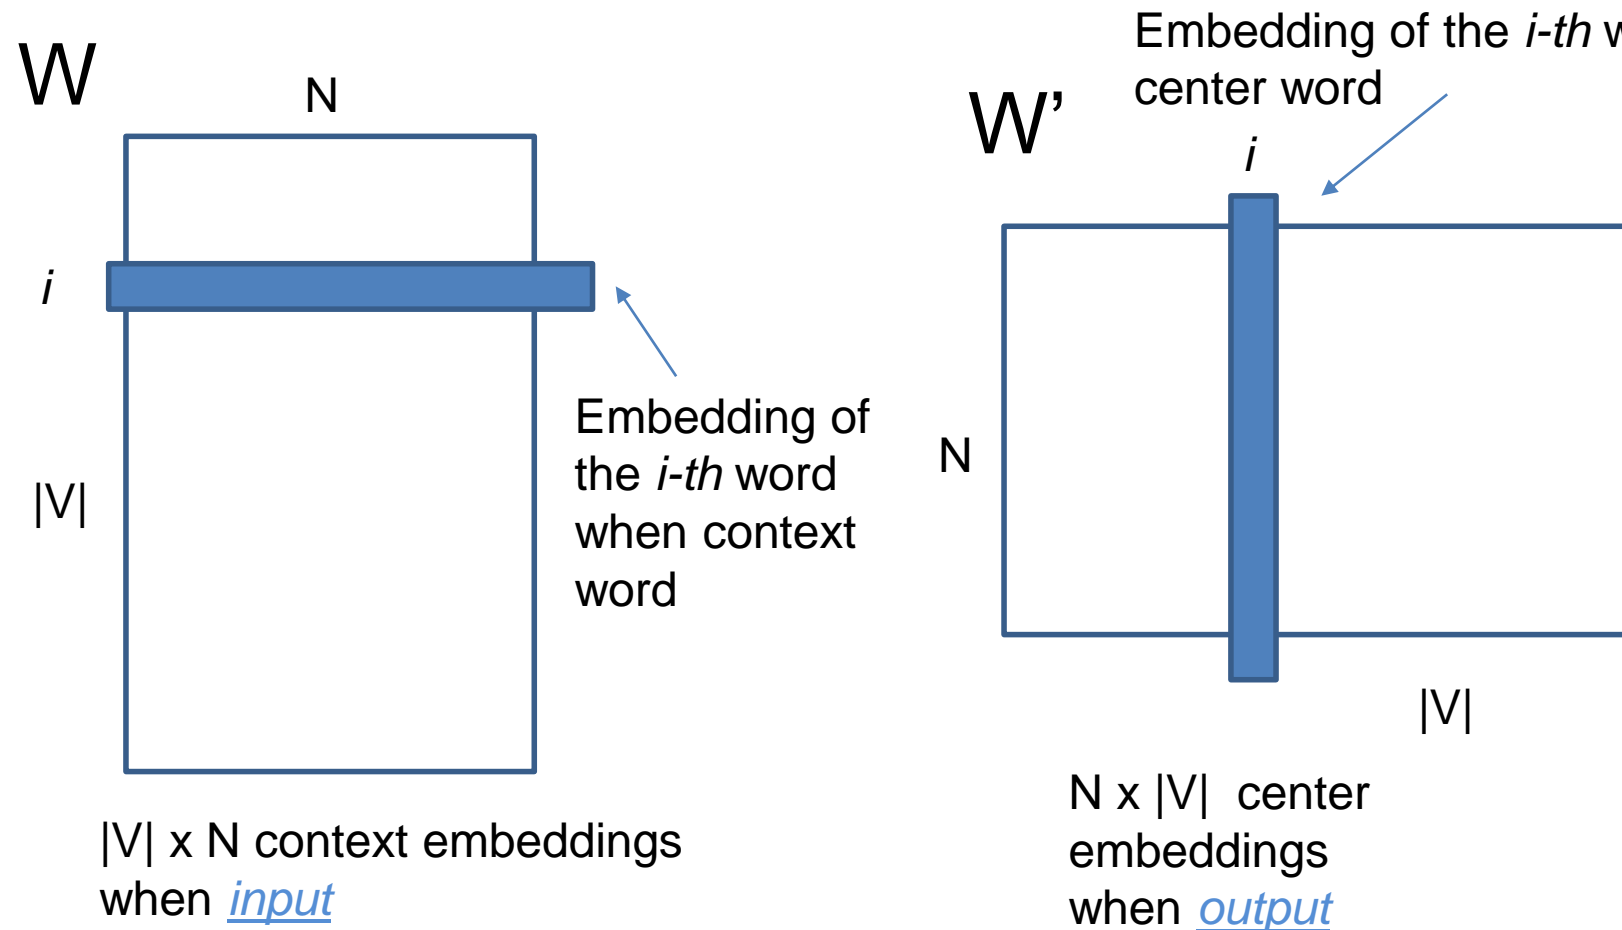 W
N
i
|V|
Embedding of
the i-th word
when context
word
|V| x N context embeddings
when input
Embedding of the i-th
center word
W’
i
N
|V|
N x |V| center
embeddings
when output